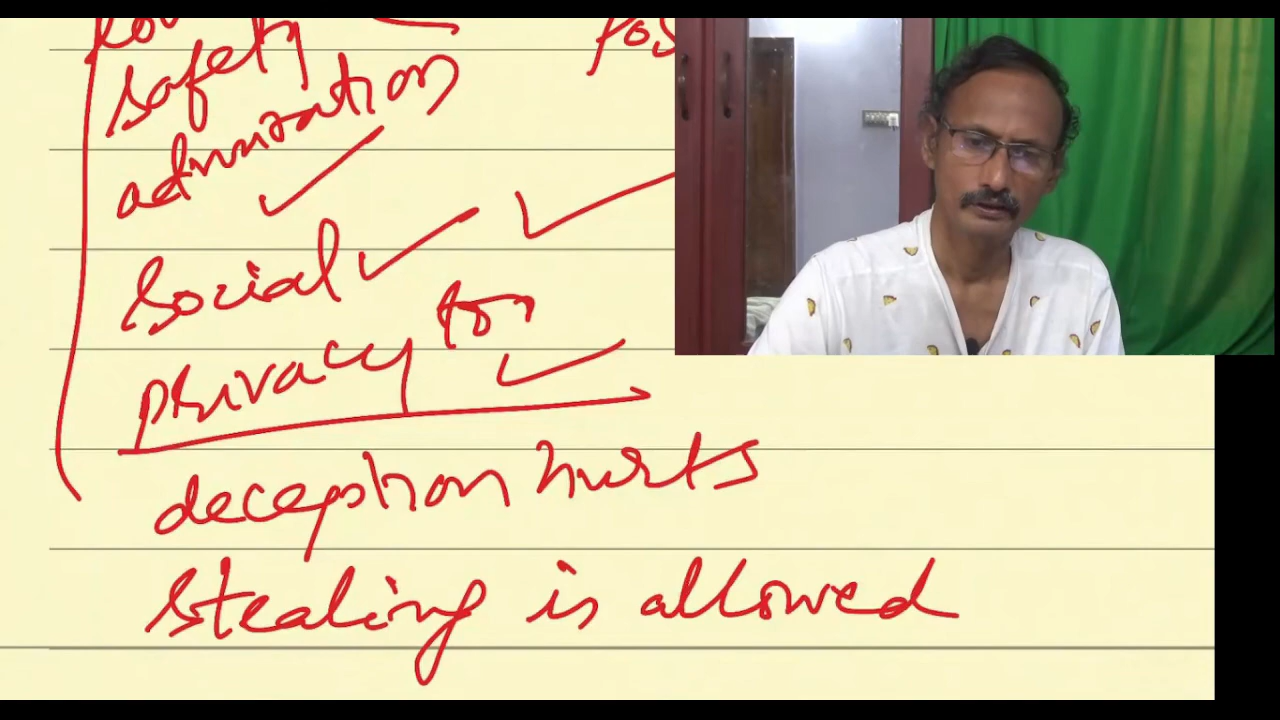 safety
admiration
social
privacy for
deception hurts
stealing is allowed